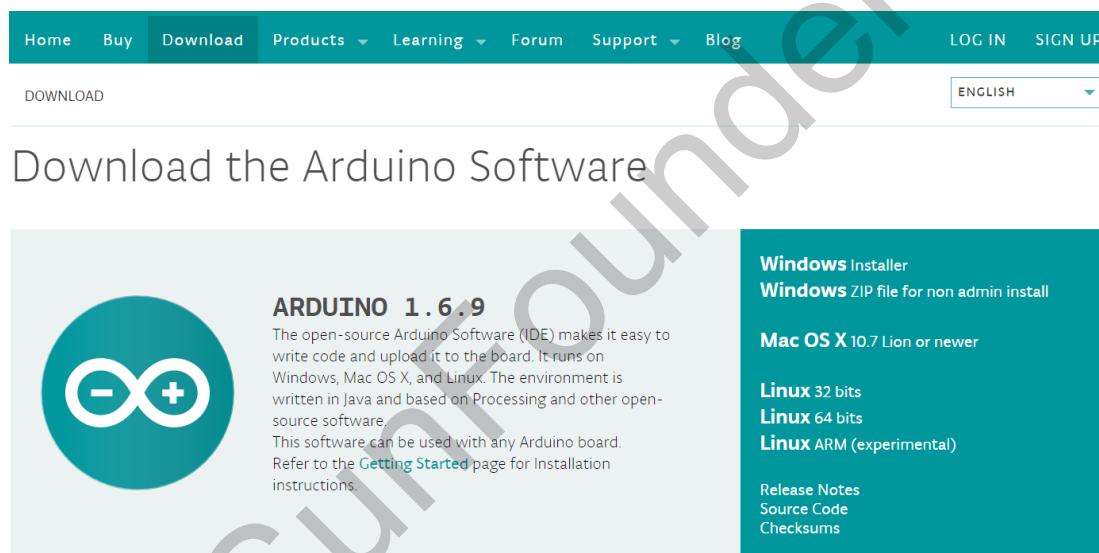 Home Buy Download Products Learning Forum Support Blog LOG IN SIGN UP
DOWNLOAD
ENGLISH
Download the Arduino Software
ARDUINO 1.6.9
The open-source Arduino Software (IDE) makes it easy to
write code and upload it to the board. It runs on
Windows, Mac OS X, and Linux. The environment is
written in Java and based on Processing and other open-
source software.
This software can be used with any Arduino board.
Refer to the Getting Started page for Installation
instructions.
Windows Installer
Windows ZIP file for non admin install
Mac OS X 10.7 Lion or newer
Linux 32 bits
Linux 64 bits
Linux ARM (experimental)
Release Notes
Source Code
Checksums
SunFounder